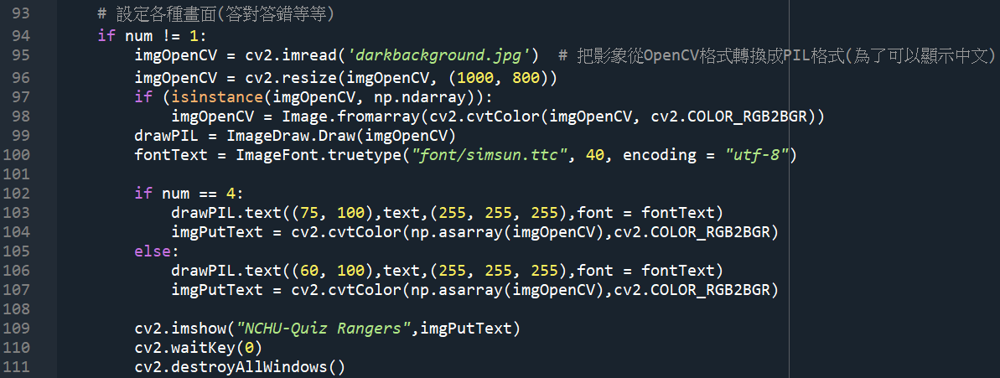 93 # 設定各種畫面(答對答錯等等)
94 if num != 1:
95 imgOpenCV = cv2.imread('darkbackground.jpg') # 把影象從OpenCV格式轉換成PIL格式(為了可以顯示中文)
96 imgOpenCV = cv2.resize(imgOpenCV, (1000, 800))
97 if (isinstance(imgOpenCV, np.ndarray)):
98 imgOpenCV = Image.fromarray(cv2.cvtColor(imgOpenCV, cv2.COLOR_RGB2BGR))
99 drawPIL = ImageDraw.Draw(imgOpenCV)
100 fontText = ImageFont.truetype("font/simsun.ttc", 40, encoding = "utf-8")
101
102 if num == 4:
103 drawPIL.text((75, 100),text,(255, 255, 255),font = fontText)
104 imgPutText = cv2.cvtColor(np.asarray(imgOpenCV),cv2.COLOR_RGB2BGR)
105 else:
106 drawPIL.text((60, 100),text,(255, 255, 255),font = fontText)
107 imgPutText = cv2.cvtColor(np.asarray(imgOpenCV),cv2.COLOR_RGB2BGR)
108
109 cv2.imshow("NCHU-Quiz Rangers",imgPutText)
110 cv2.waitKey(0)
111 cv2.destroyAllWindows()